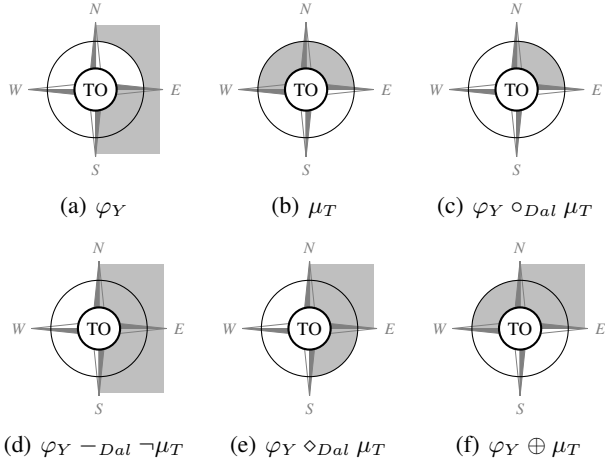 N N N
W TO E W TO E W TO E
S S S
(a) φ_Y (b) μ_T (c) φ_Y ∘_Dal μ_T
N N N
W TO E W TO E W TO E
S S S
(d) φ_Y −_Dal ¬μ_T (e) φ_Y ⋄_Dal μ_T (f) φ_Y ⊕ μ_T